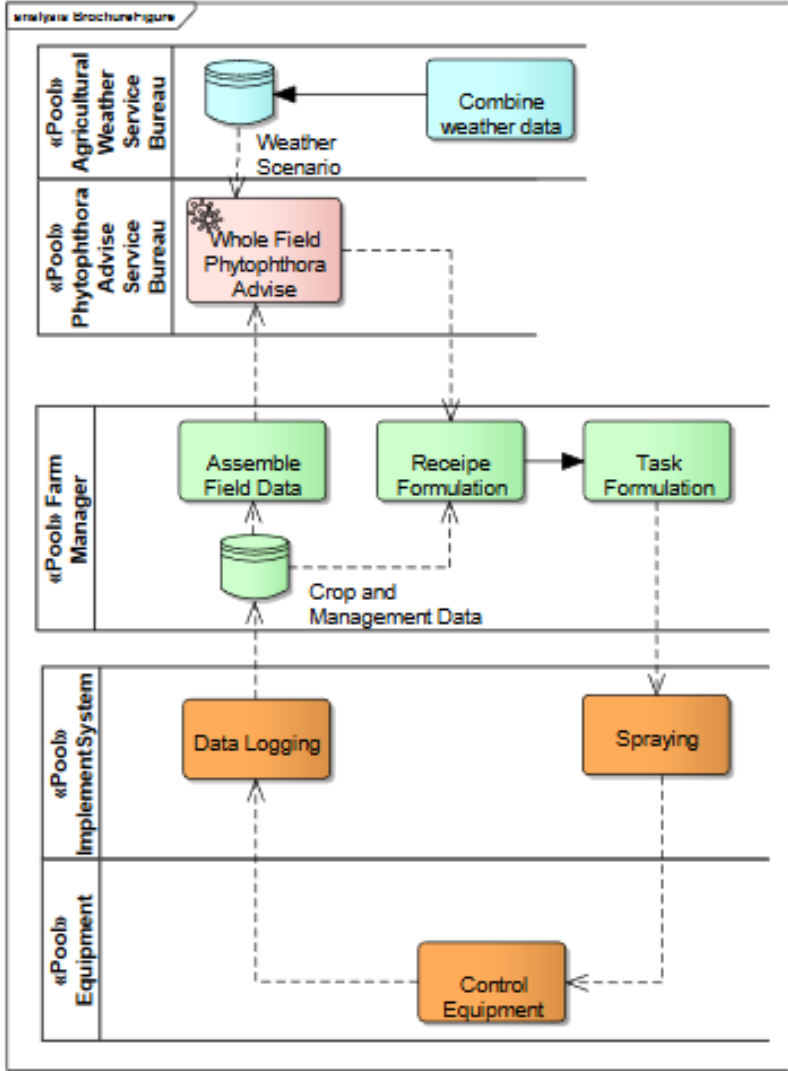 analysis BrochureFigure
«Pool»
Agricultural
Weather
Service
Bureau
Combine
weather data
Weather
Scenario
«Pool»
Phytophthora
Advise
Service
Bureau
Whole Field
Phytophthora
Advise
«Pool» Farm
Manager
Assemble
Field Data
Receipe
Formulation
Task
Formulation
Crop and
Management Data
«Pool»
ImplementSystem
Data Logging
Spraying
«Pool»
Equipment
Control
Equipment